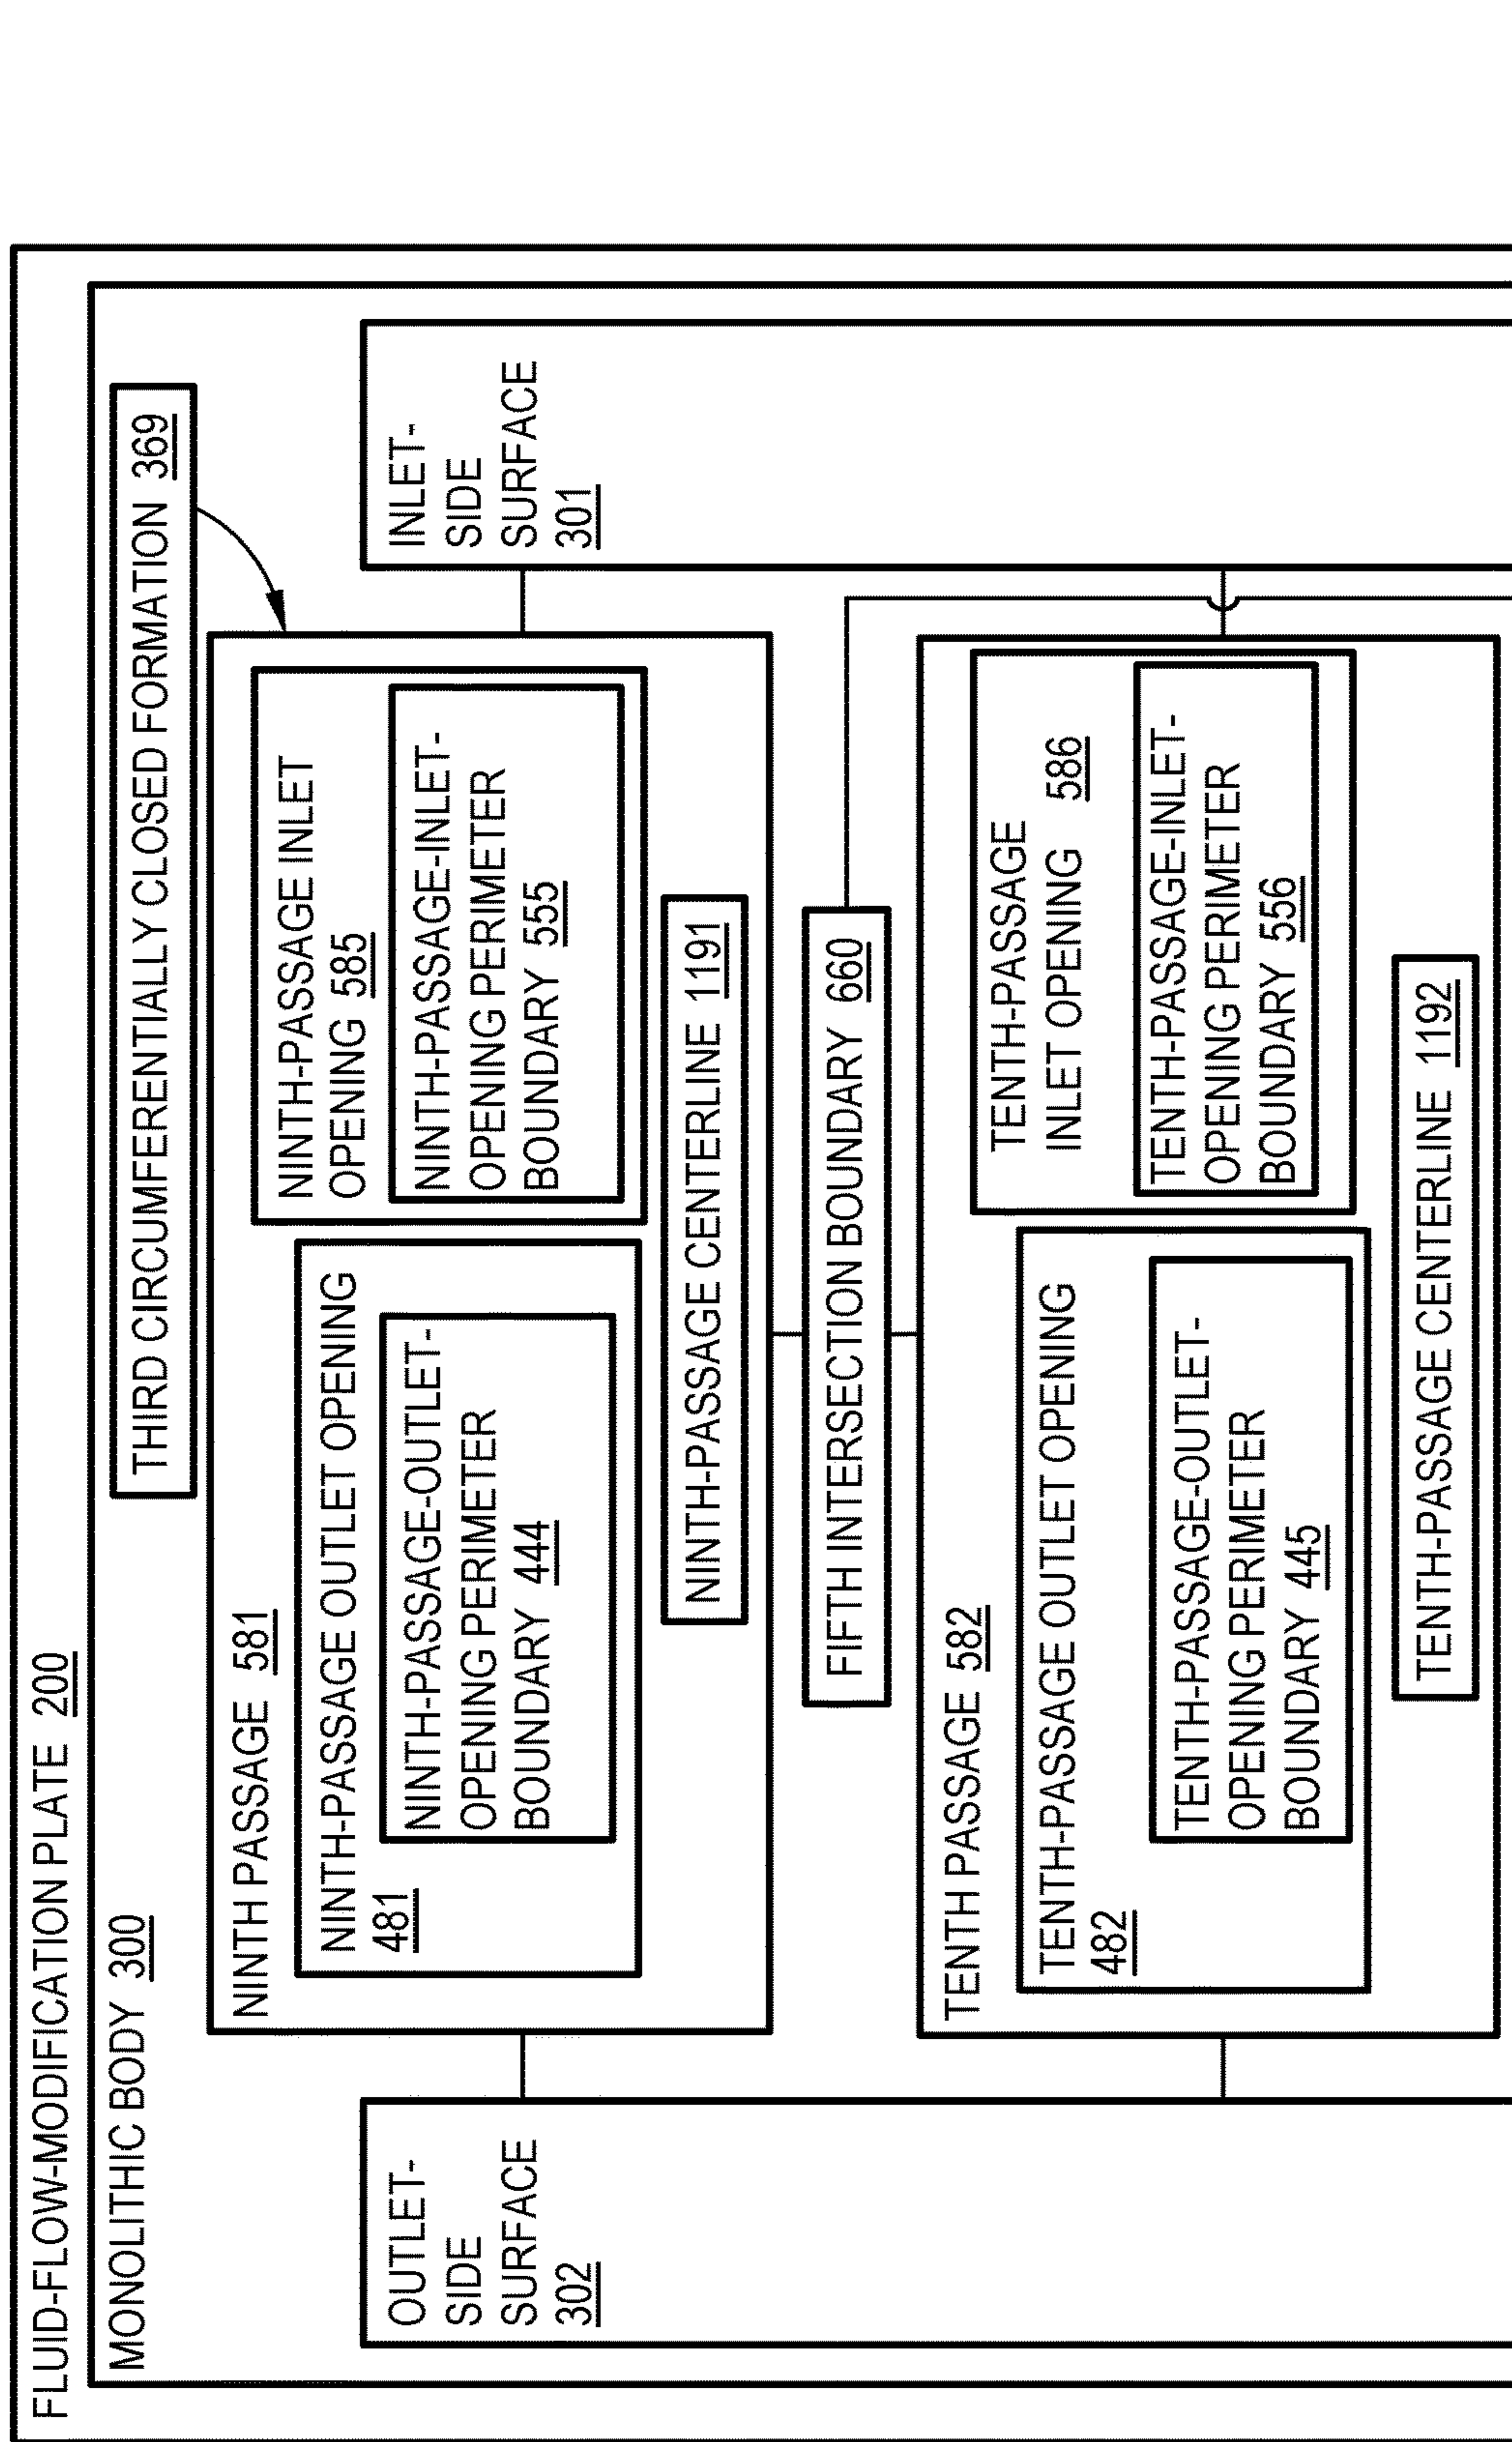 FLUID-FLOW-MODIFICATION PLATE 200
MONOLITHIC BODY 300
THIRD CIRCUMFERENTIALLY CLOSED FORMATION 369
OUTLET-
SIDE
SURFACE
302
NINTH PASSAGE 581
NINTH-PASSAGE OUTLET OPENING
481
NINTH-PASSAGE-OUTLET-
OPENING PERIMETER
BOUNDARY 444
NINTH-PASSAGE INLET
OPENING 585
NINTH-PASSAGE-INLET-
OPENING PERIMETER
BOUNDARY 555
NINTH-PASSAGE CENTERLINE 1191
INLET-
SIDE
SURFACE
301
FIFTH INTERSECTION BOUNDARY 660
TENTH PASSAGE 582
TENTH-PASSAGE OUTLET OPENING
482
TENTH-PASSAGE-OUTLET-
OPENING PERIMETER
BOUNDARY 445
TENTH-PASSAGE
INLET OPENING 586
TENTH-PASSAGE-INLET-
OPENING PERIMETER
BOUNDARY 556
TENTH-PASSAGE CENTERLINE 1192